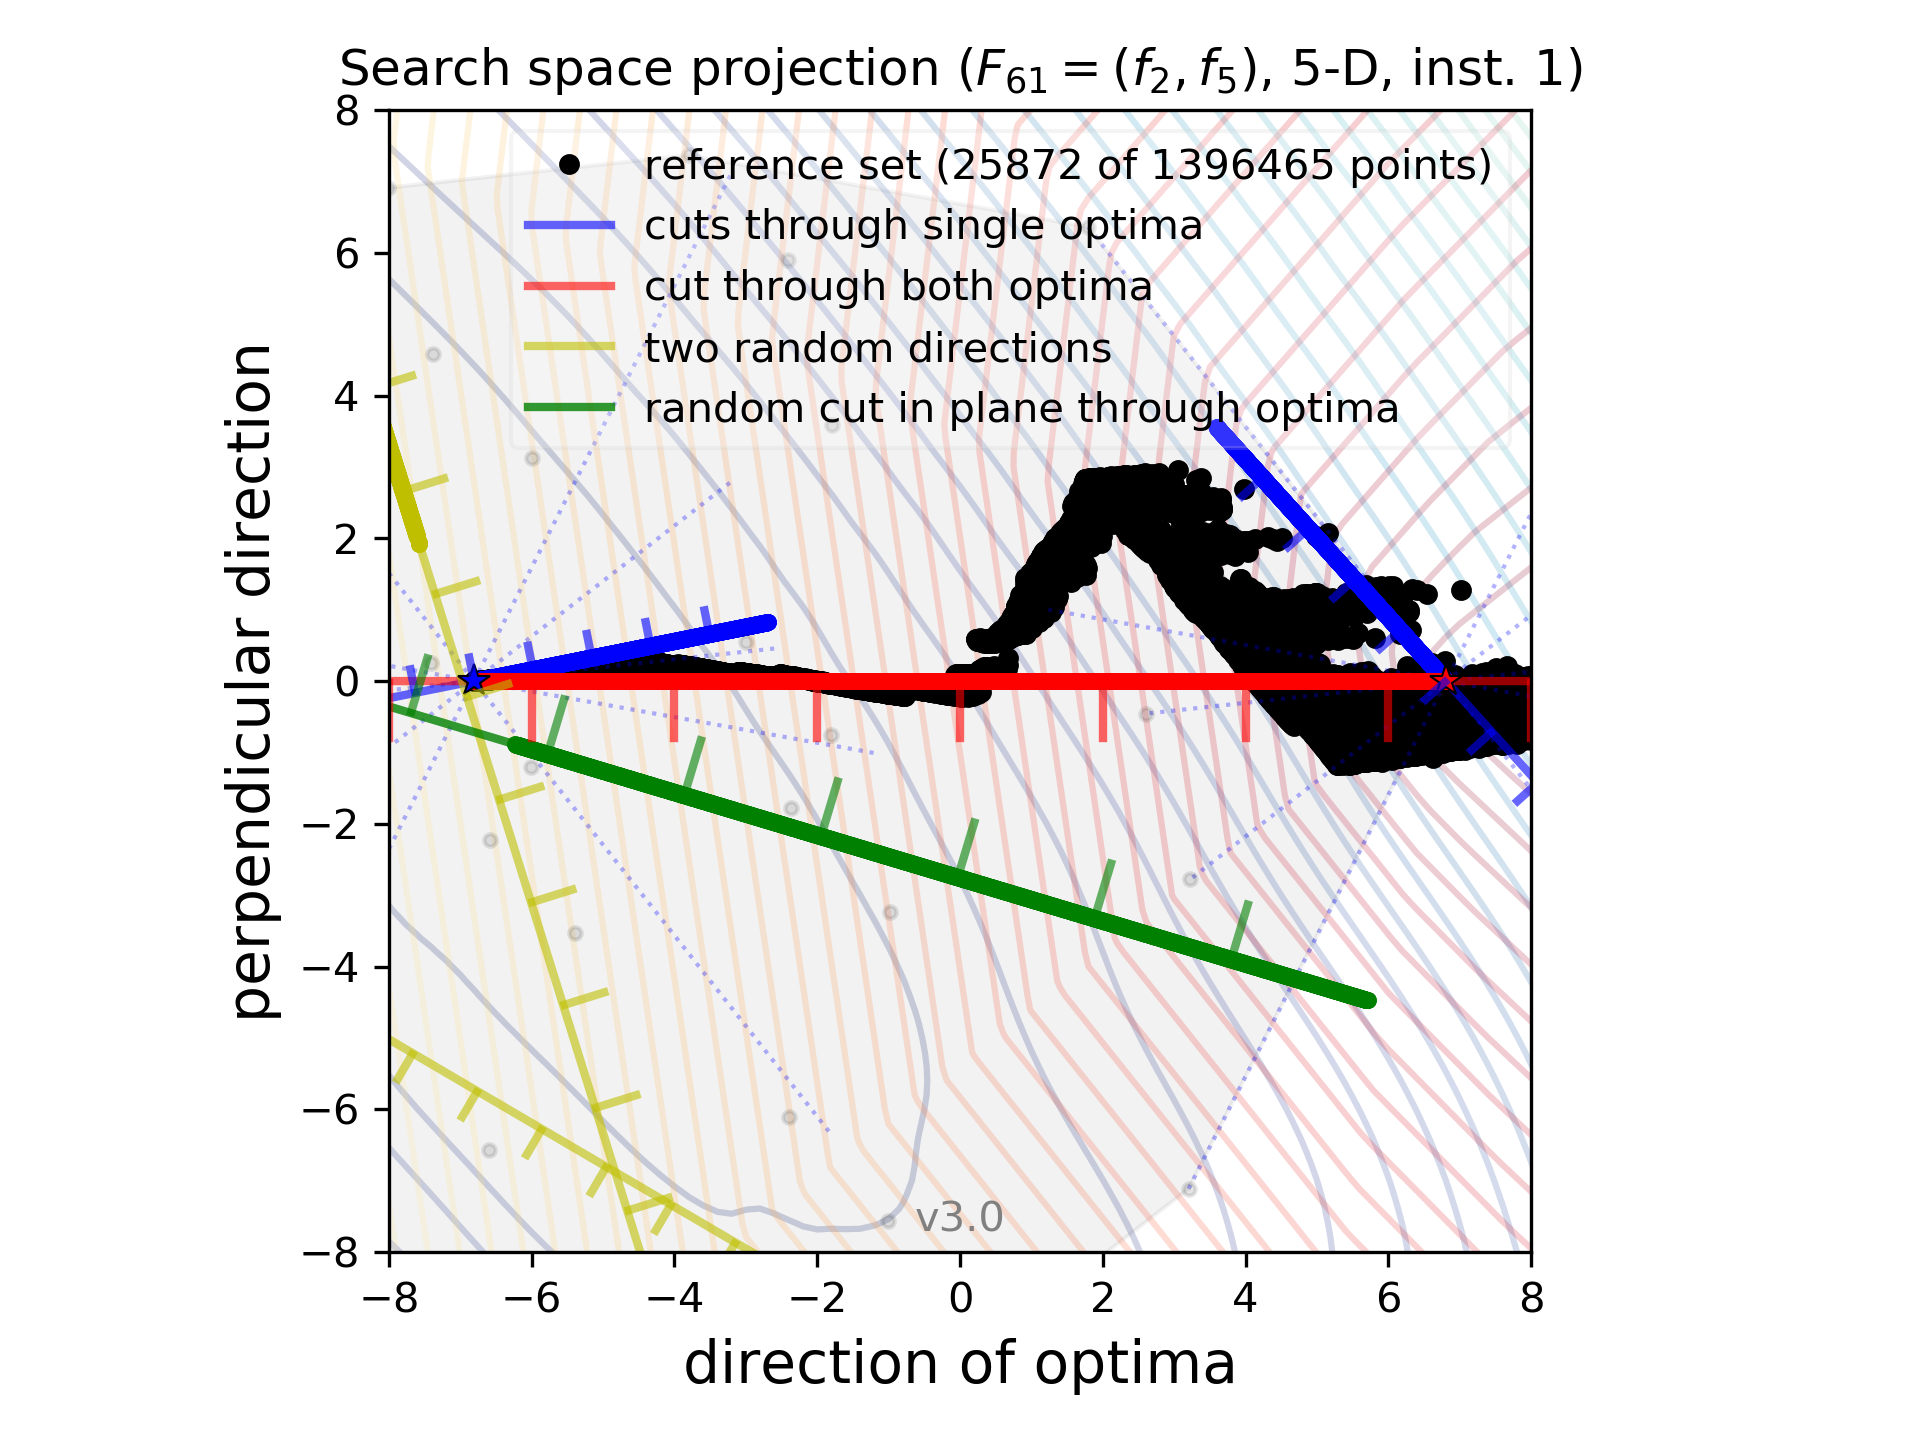 Search space projection (F₆₁ = (f₂, f₅), 5-D, inst. 1)
reference set (25872 of 1396465 points)
cuts through single optima
cut through both optima
two random directions
random cut in plane through optima
perpendicular direction
8
6
4
2
0
−2
−4
−6
−8
v3.0
−8 −6 −4 −2 0 2 4 6 8
direction of optima